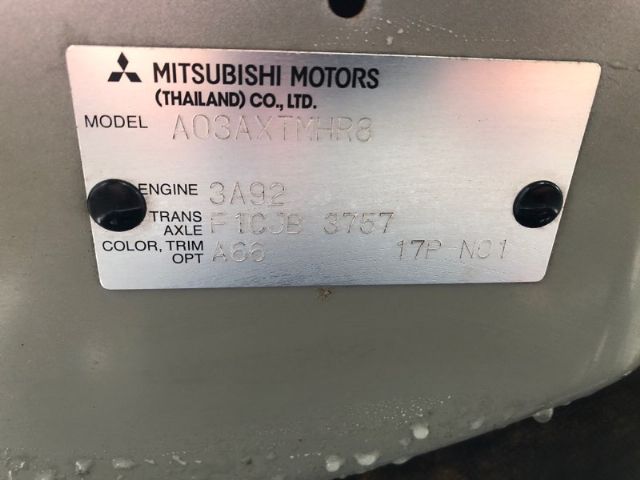 MITSUBISHI MOTORS
(THAILAND) CO., LTD.
MODEL A03AXTMHR8
ENGINE 3A92
TRANS AXLE F1CJB 3757
COLOR, TRIM OPT A66 17P N01